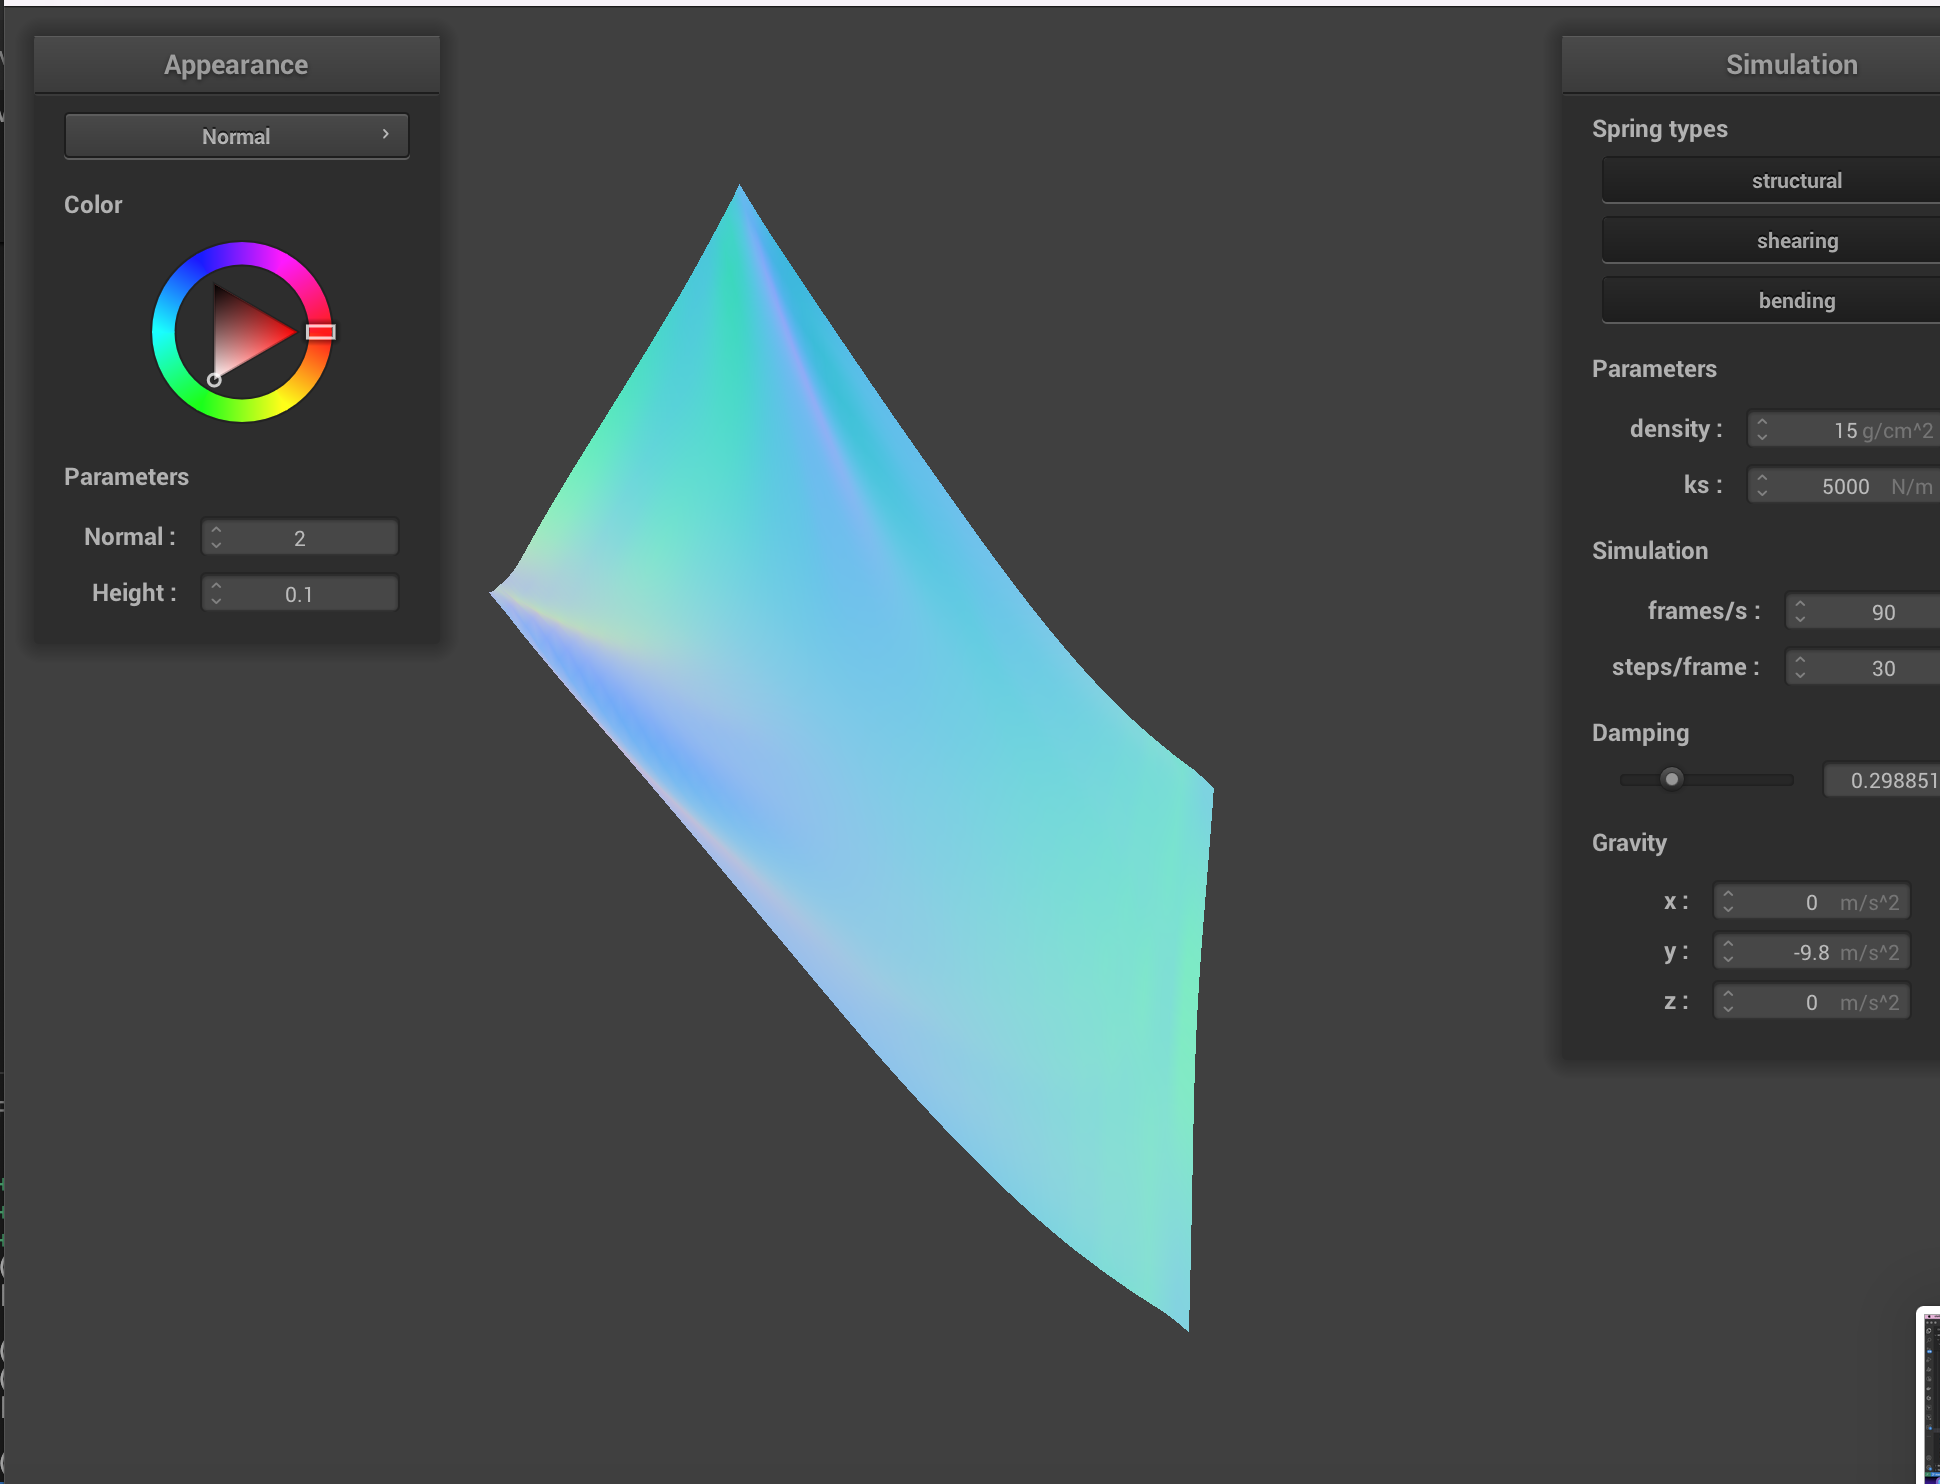 Appearance
Normal
Color
Parameters
Normal : 2
Height : 0.1
Simulation
Spring types
structural
shearing
bending
Parameters
density : 15 g/cm^2
ks : 5000 N/m
Simulation
frames/s : 90
steps/frame : 30
Damping
0.298851
Gravity
x : 0 m/s^2
y : -9.8 m/s^2
z : 0 m/s^2